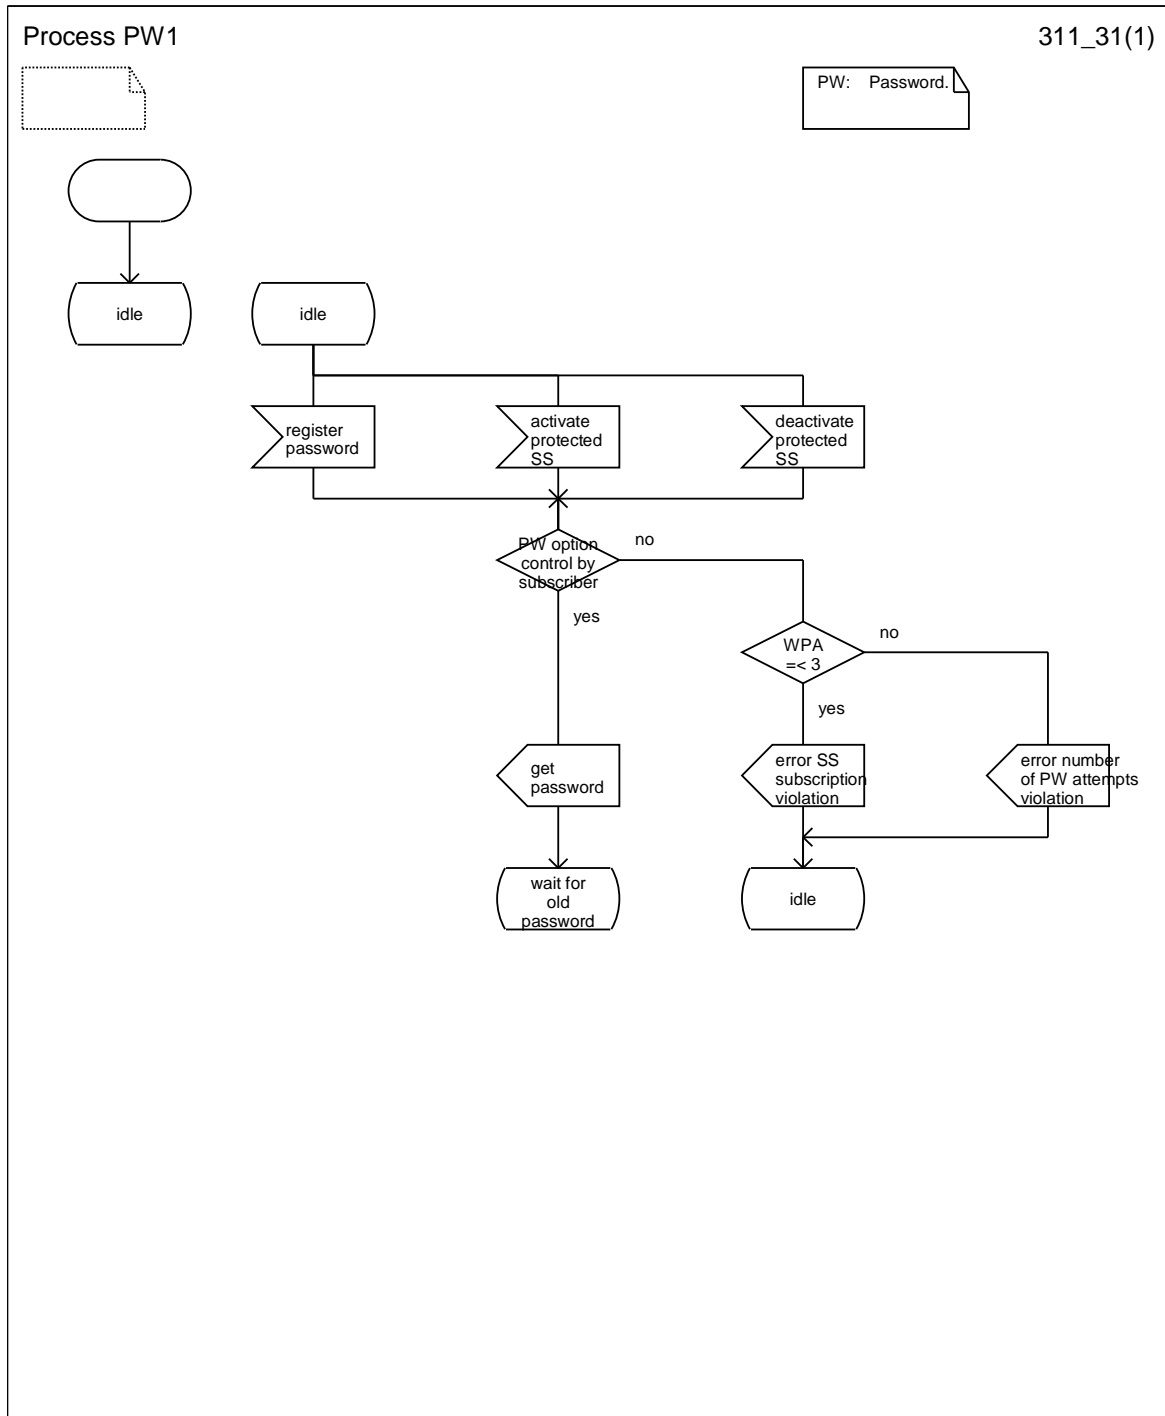 Process PW1
311_31(1)
PW: Password.
idle
idle
register
password
activate
protected
SS
deactivate
protected
SS
PW option
control by
subscriber
no
yes
WPA
=< 3
no
yes
get
password
error SS
subscription
violation
error number
of PW attempts
violation
wait for
old
password
idle